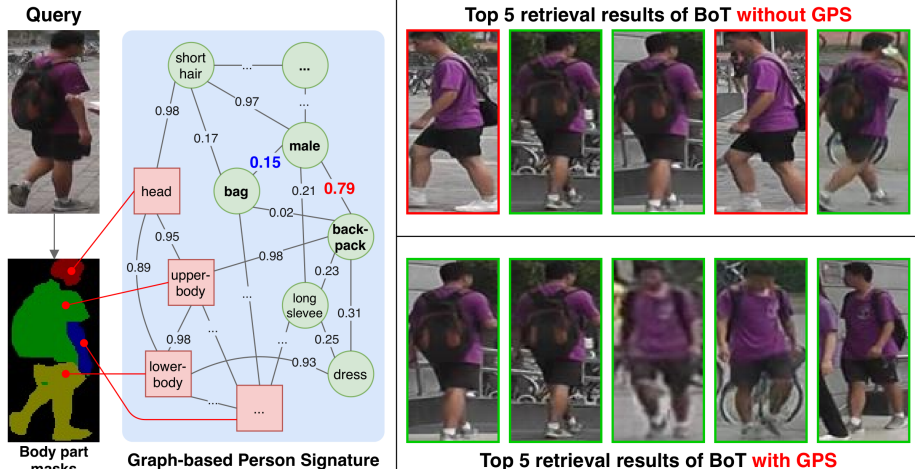 Query
Top 5 retrieval results of BoT without GPS
short
hair
...
...
0.97
...
0.98
0.17
male
0.15
head
bag
0.21
0.79
0.02
back-
pack
0.95
0.98
0.89
upper-
body
0.23
...
long
slevee
0.31
...
0.98
...
0.25
lower-
body
0.93
dress
...
...
Body part
masks
Graph-based Person Signature
Top 5 retrieval results of BoT with GPS